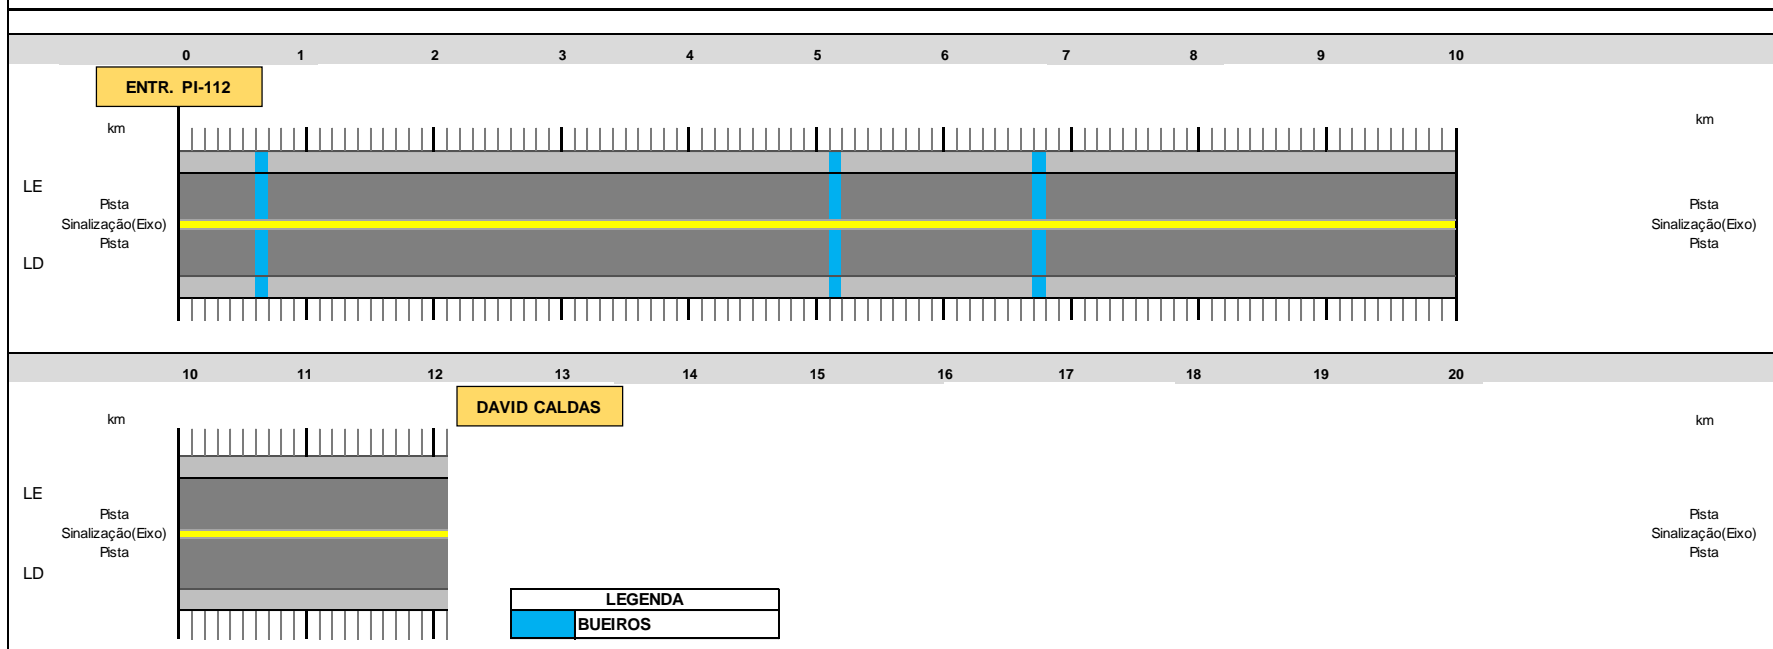 0 1 2 3 4 5 6 7 8 9 10
ENTR. PI-112
km km
LE
Pista Pista
Sinalização(Eixo) Sinalização(Eixo)
Pista Pista
LD
10 11 12 13 14 15 16 17 18 19 20
DAVID CALDAS
km km
LE
Pista Pista
Sinalização(Eixo) Sinalização(Eixo)
Pista Pista
LD
LEGENDA
BUEIROS